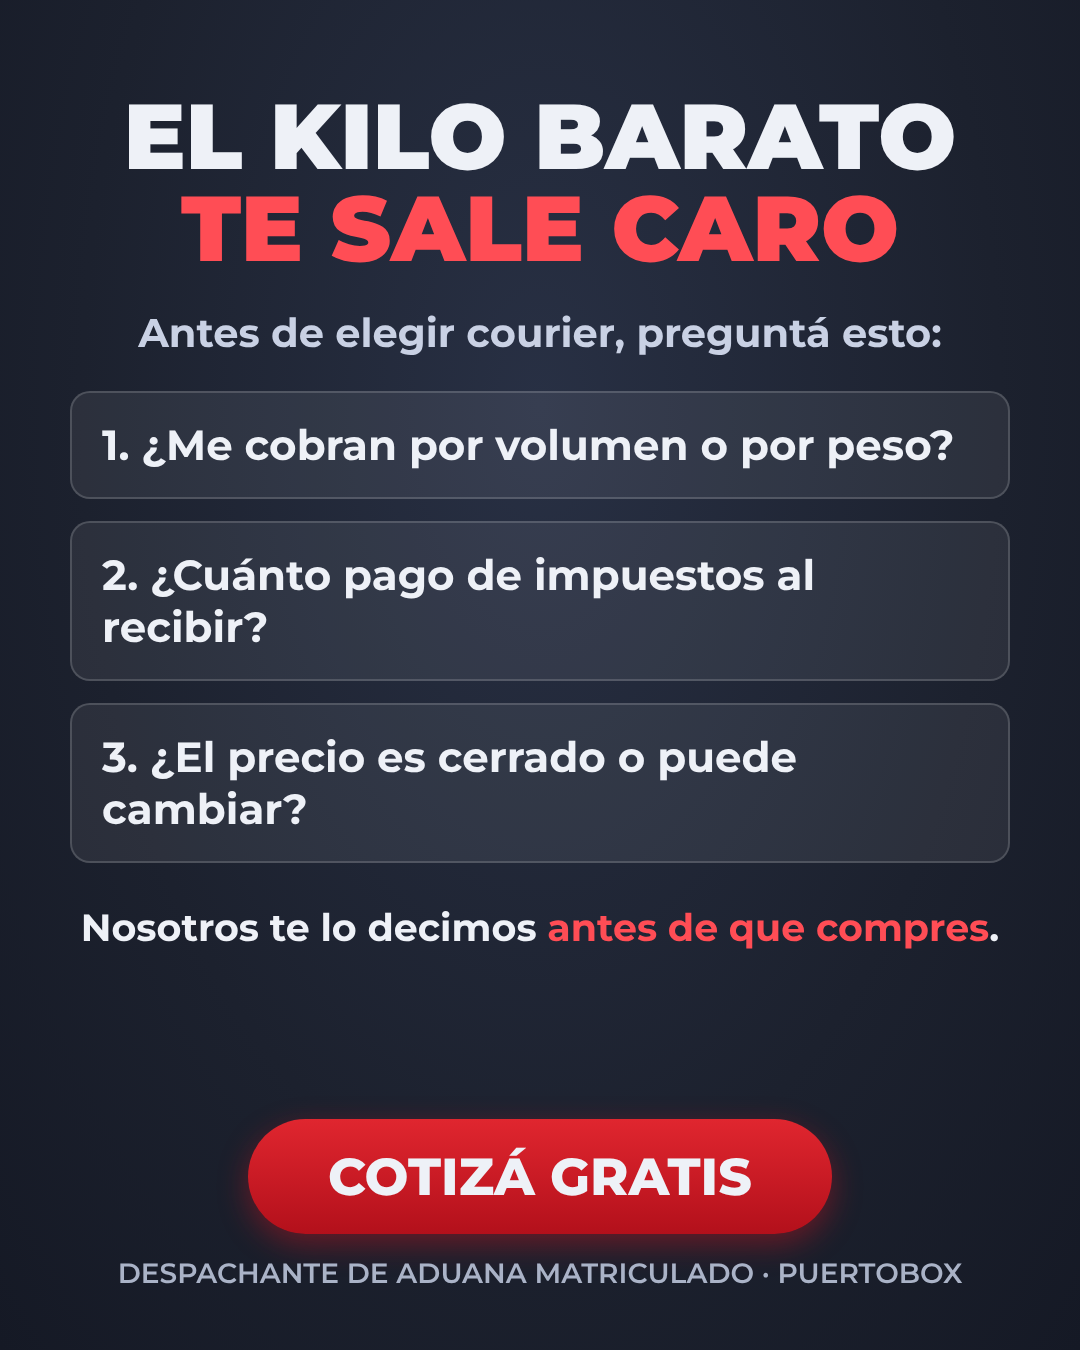 EL KILO BARATO
TE SALE CARO
Antes de elegir courier, preguntá esto:
1. ¿Me cobran por volumen o por peso?
2. ¿Cuánto pago de impuestos al
recibir?
3. ¿El precio es cerrado o puede
cambiar?
Nosotros te lo decimos antes de que compres.
COTIZÁ GRATIS
DESPACHANTE DE ADUANA MATRICULADO · PUERTOBOX